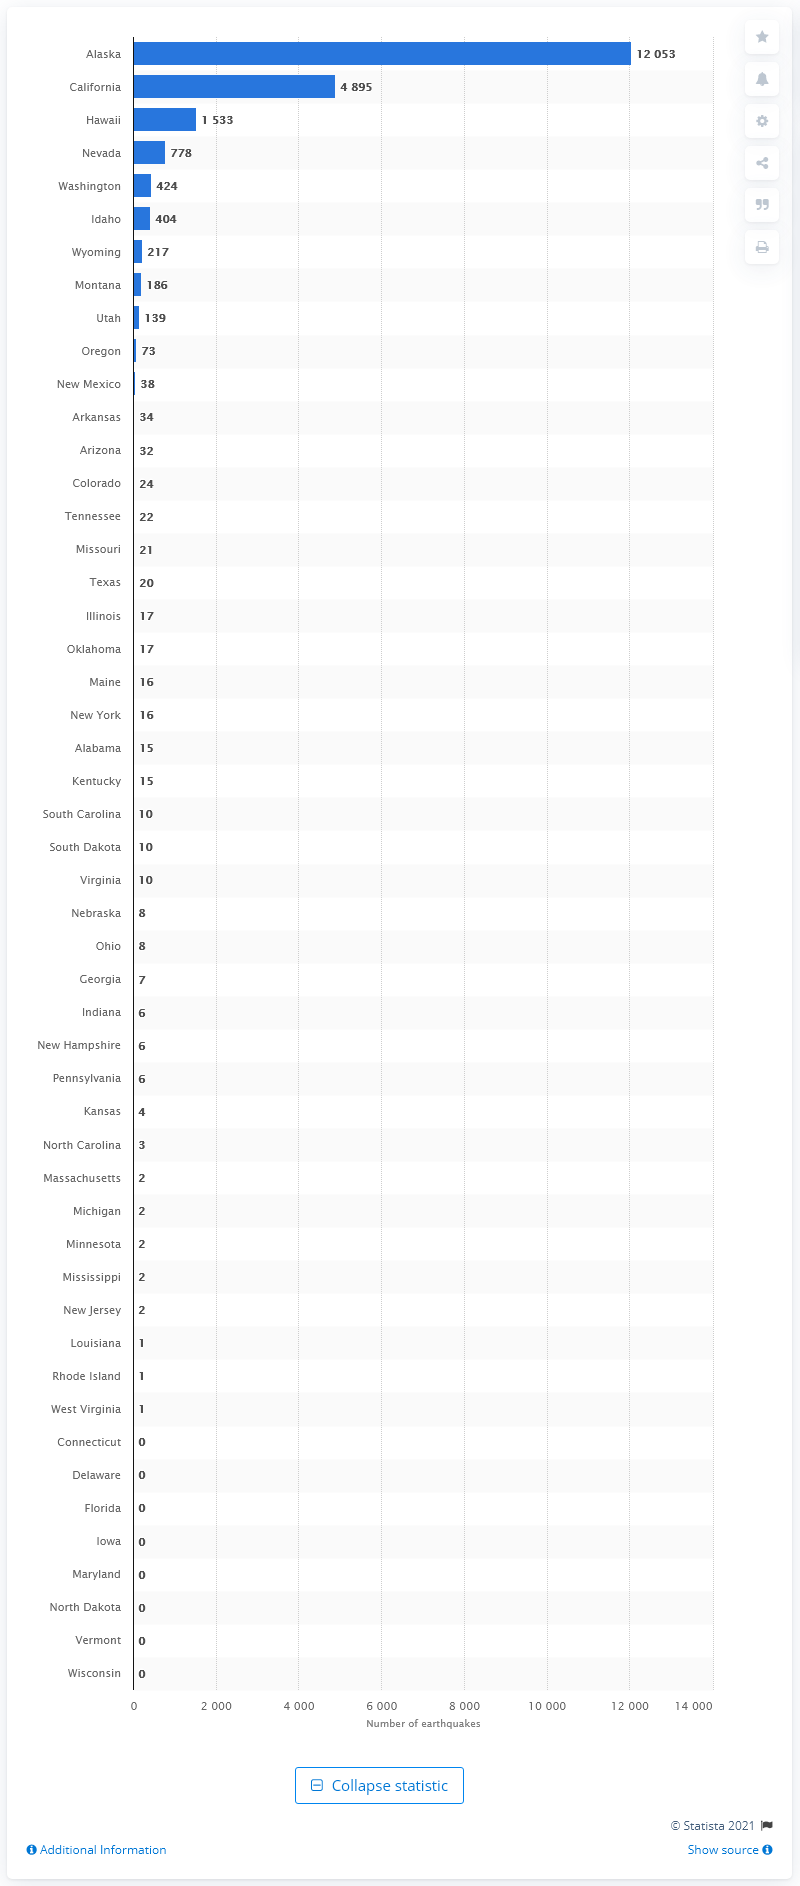 Alaska 12 053
California 4 895
Hawaii 1 533
Nevada 778
Washington 424
Idaho 404
Wyoming 217
Montana 186
Utah 139
Oregon 73
New Mexico 38
Arkansas 34
Arizona 32
Colorado 24
Tennessee 22
Missouri 21
Texas 20
Illinois 17
Oklahoma 17
Maine 16
New York 16
Alabama 15
Kentucky 15
South Carolina 10
South Dakota 10
Virginia 10
Nebraska 8
Ohio 8
Georgia 7
Indiana 6
New Hampshire 6
Pennsylvania 6
Kansas 4
North Carolina 3
Massachusetts 2
Michigan 2
Minnesota 2
Mississippi 2
New Jersey 2
Louisiana 1
Rhode Island 1
West Virginia 1
Connecticut 0
Delaware 0
Florida 0
Iowa 0
Maryland 0
North Dakota 0
Vermont 0
Wisconsin 0
0 2 000 4 000 6 000 8 000 10 000 12 000 14 000
Number of earthquakes
Collapse statistic
© Statista 2021
Additional Information Show source